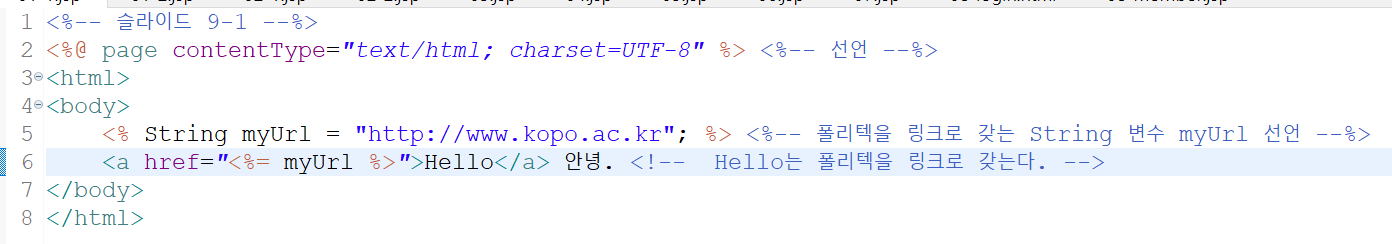 1 <%-- 슬라이드 9-1 --%>
2 <%@ page contentType="text/html; charset=UTF-8" %> <%-- 선언 --%>
3 <html>
4 <body>
5 <% String myUrl = "http://www.kopo.ac.kr"; %> <%-- 폴리텍을 링크로 갖는 String 변수 myUrl 선언 --%>
6 <a href="<%= myUrl %>">Hello</a> 안녕. <!-- Hello는 폴리텍을 링크로 갖는다. -->
7 </body>
8 </html>